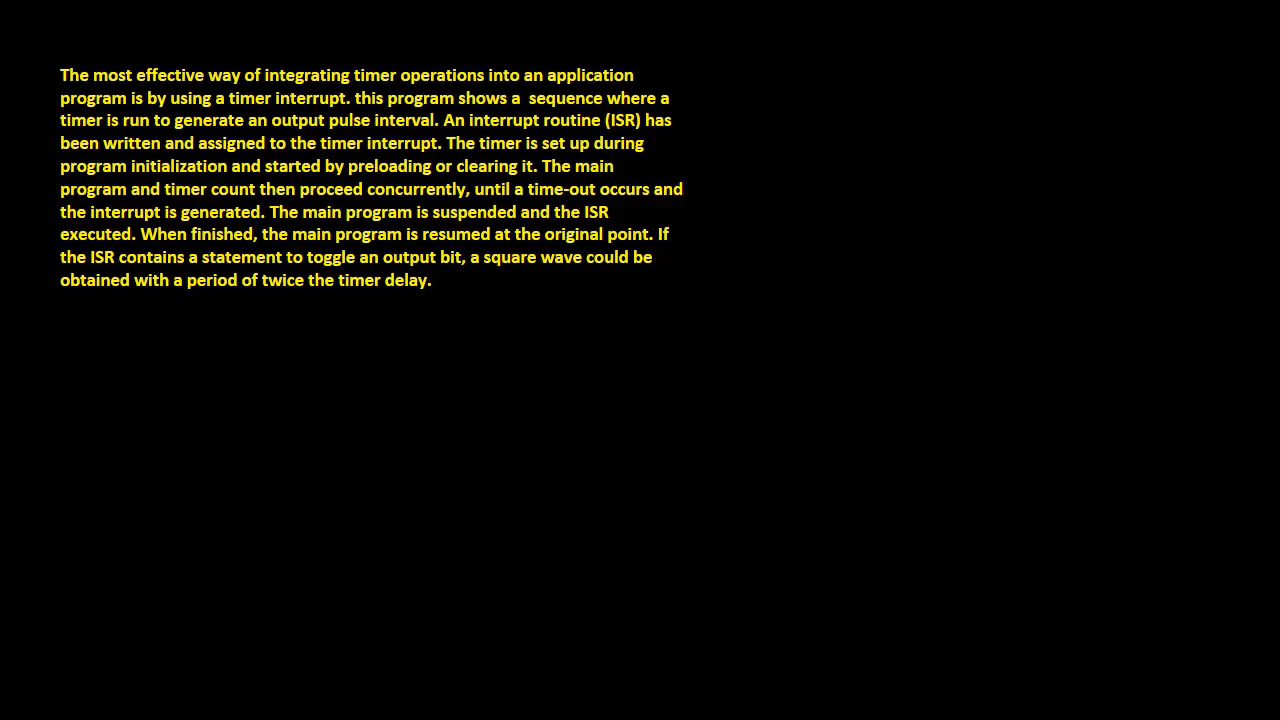 The most effective way of integrating timer operations into an application
program is by using a timer interrupt. this program shows a  sequence where a
timer is run to generate an output pulse interval. An interrupt routine (ISR) has
been written and assigned to the timer interrupt. The timer is set up during
program initialization and started by preloading or clearing it. The main
program and timer count then proceed concurrently, until a time-out occurs and
the interrupt is generated. The main program is suspended and the ISR
executed. When finished, the main program is resumed at the original point. If
the ISR contains a statement to toggle an output bit, a square wave could be
obtained with a period of twice the timer delay.